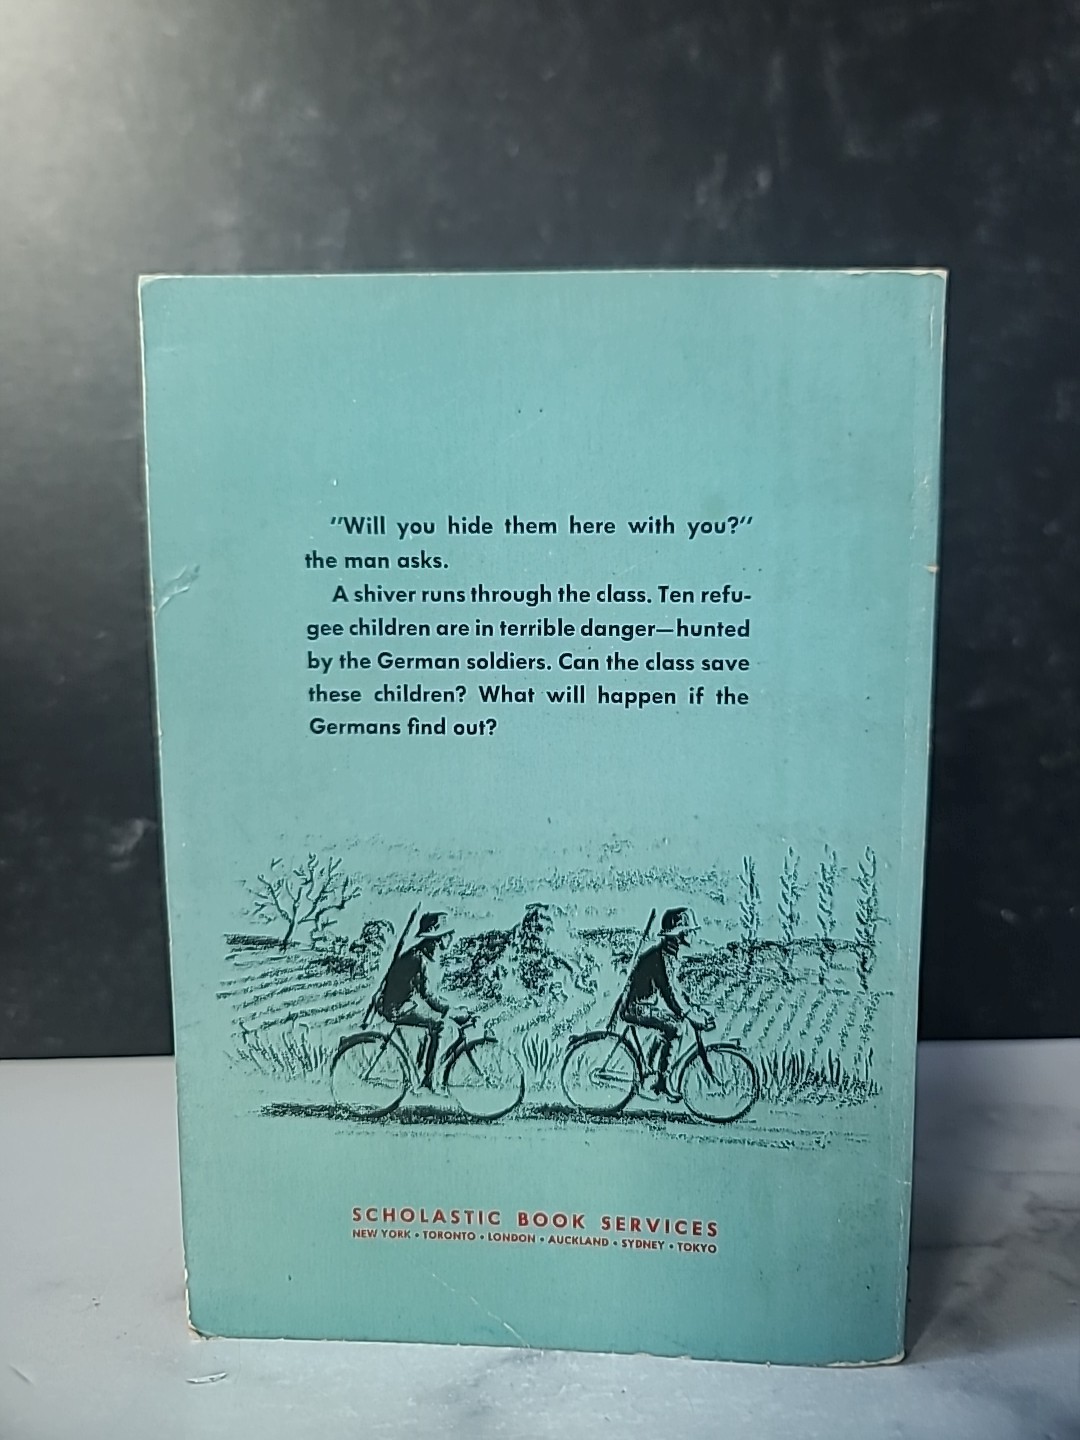 "Will you hide them here with you?"
the man asks.
A shiver runs through the class. Ten refu-
gee children are in terrible danger—hunted
by the German soldiers. Can the class save
these children? What will happen if the
Germans find out?
SCHOLASTIC BOOK SERVICES
NEW YORK • TORONTO • LONDON • AUCKLAND • SYDNEY • TOKYO